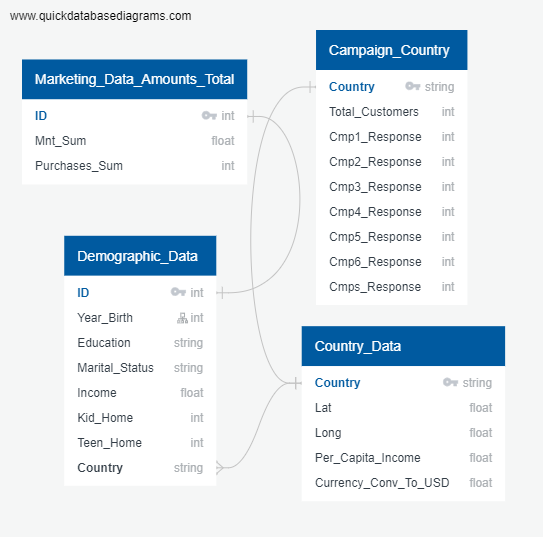 www.quickdatabasediagrams.com
Marketing_Data_Amounts_Total
ID int
Mnt_Sum float
Purchases_Sum int
Campaign_Country
Country string
Total_Customers int
Cmp1_Response int
Cmp2_Response int
Cmp3_Response int
Cmp4_Response int
Cmp5_Response int
Cmp6_Response int
Cmps_Response int
Demographic_Data
ID int
Year_Birth int
Education string
Marital_Status string
Income float
Kid_Home int
Teen_Home int
Country string
Country_Data
Country string
Lat float
Long float
Per_Capita_Income float
Currency_Conv_To_USD float